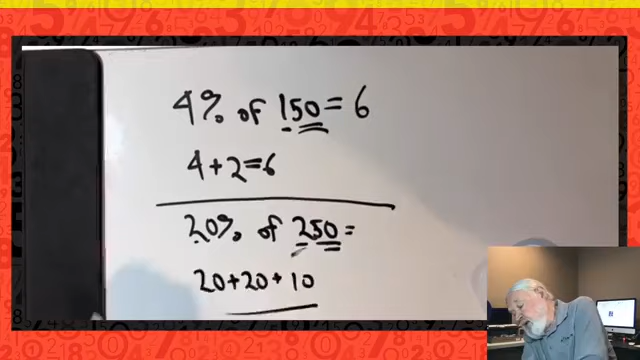 4% of 150 = 6
4 + 2 = 6
20% of 250 =
20 + 20 + 10